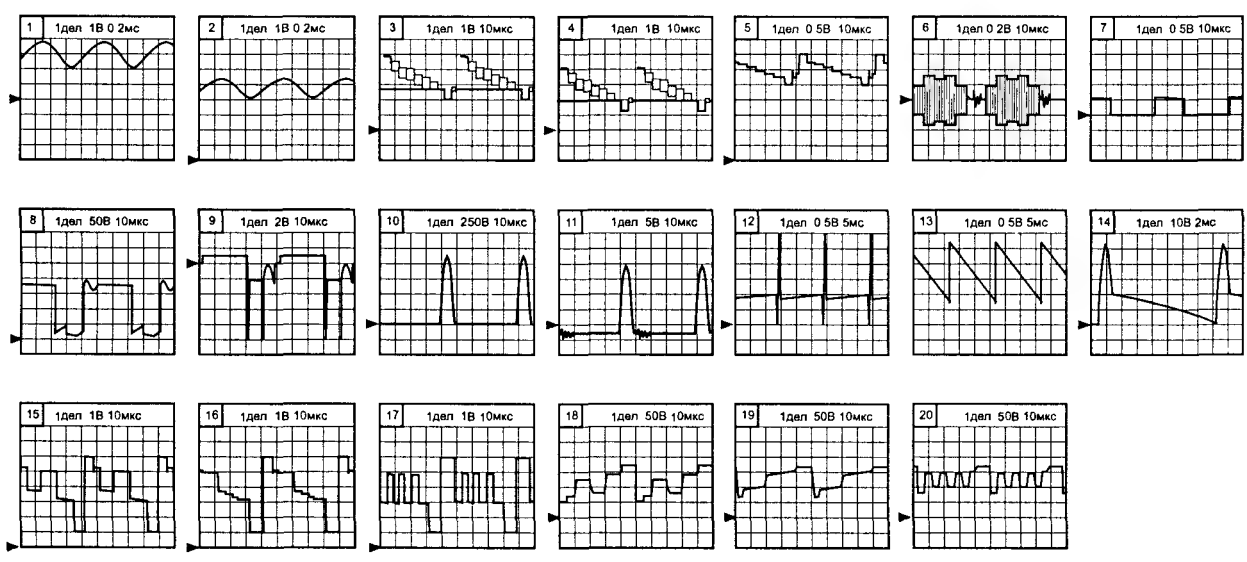 1 1дел 1В 0 2мс
2 1дел 1В 0 2мс
3 1дел 1В 10мкс
4 1дел 1В 10мкс
5 1дел 0 5В 10мкс
6 1дел 0 2В 10мкс
7 1дел 0 5В 10мкс
8 1дел 50В 10мкс
9 1дел 2В 10мкс
10 1дел 250В 10мкс
11 1дел 5В 10мкс
12 1дел 0 5В 5мс
13 1дел 0 5В 5мс
14 1дел 10В 2мс
15 1дел 1В 10мкс
16 1дел 1В 10мкс
17 1дел 1В 10мкс
18 1дел 50В 10мкс
19 1дел 50В 10мкс
20 1дел 50В 10мкс